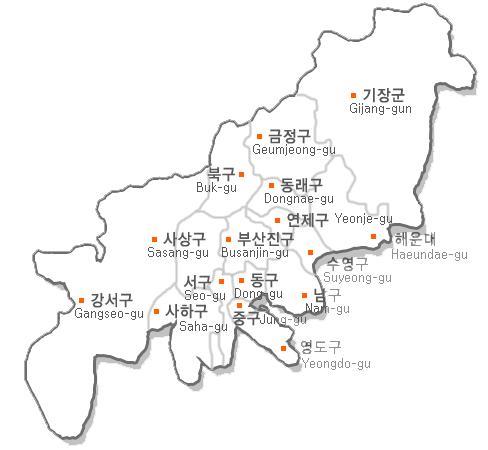 기장군
Gijang-gun
금정구
Geumjeong-gu
북구
Buk-gu
동래구
Dongnae-gu
연제구
Yeonje-gu
사상구
Sasang-gu
부산진구
Busanjin-gu
해운대
Haeundae-gu
수영구
Suyeong-gu
서구
Seo-gu
동구
Dong-gu
남구
Nam-gu
강서구
Gangseo-gu
사하구
Saha-gu
중구
Jung-gu
영도구
Yeongdo-gu